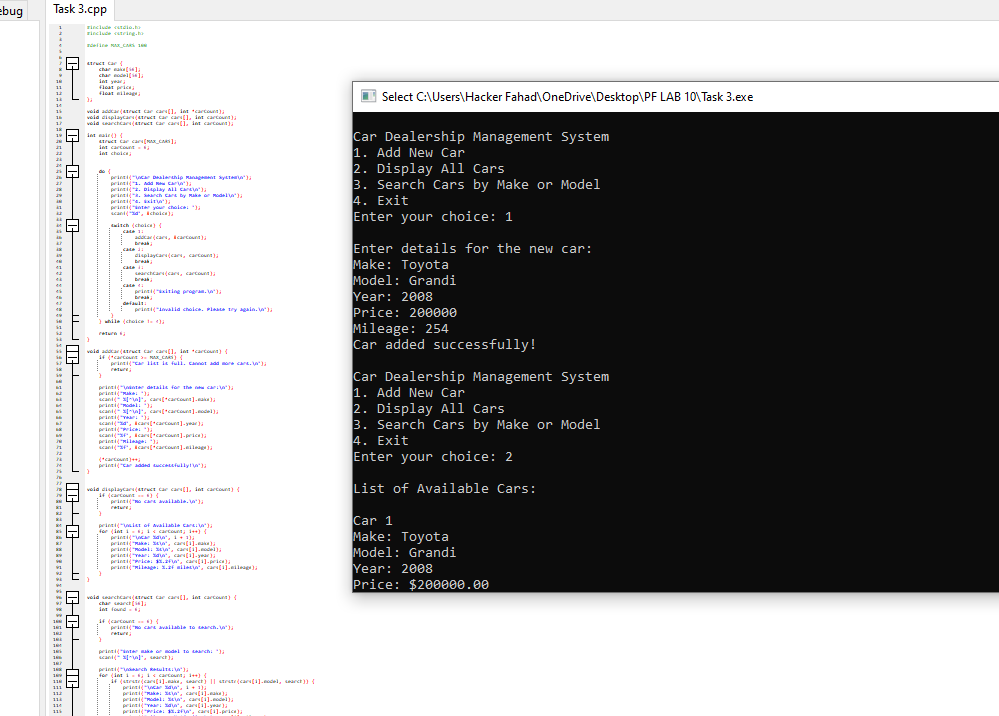 ebug
Task 3.cpp
#include <stdio.h>
#include <string.h>
#define MAX_CARS 100
struct Car {
char make[50];
char model[50];
int year;
float price;
float mileage;
};
void addCar(struct Car cars[], int *carCount);
void displayCars(struct Car cars[], int carCount);
void searchCars(struct Car cars[], int carCount);
int main() {
struct Car cars[MAX_CARS];
int carCount = 0;
int choice;
do {
printf("\nCar Dealership Management System\n");
printf("1. Add New Car\n");
printf("2. Display All Cars\n");
printf("3. Search Cars by Make or Model\n");
printf("4. Exit\n");
printf("Enter your choice: ");
scanf("%d", &choice);
switch (choice) {
case 1:
addCar(cars, &carCount);
break;
case 2:
displayCars(cars, carCount);
break;
case 3:
searchCars(cars, carCount);
break;
case 4:
printf("Exiting program.\n");
break;
default:
printf("Invalid choice. Please try again.\n");
}
} while (choice != 4);
return 0;
}
void addCar(struct Car cars[], int *carCount) {
if (*carCount >= MAX_CARS) {
printf("Car list is full. Cannot add more cars.\n");
return;
}
printf("\nEnter details for the new car:\n");
printf("Make: ");
scanf(" %[^\n]", cars[*carCount].make);
printf("Model: ");
scanf(" %[^\n]", cars[*carCount].model);
printf("Year: ");
scanf("%d", &cars[*carCount].year);
printf("Price: ");
scanf("%f", &cars[*carCount].price);
printf("Mileage: ");
scanf("%f", &cars[*carCount].mileage);
(*carCount)++;
printf("Car added successfully!\n");
}
void displayCars(struct Car cars[], int carCount) {
if (carCount == 0) {
printf("No cars available.\n");
return;
}
printf("\nList of Available Cars:\n");
for (int i = 0; i < carCount; i++) {
printf("\nCar %d\n", i + 1);
printf("Make: %s\n", cars[i].make);
printf("Model: %s\n", cars[i].model);
printf("Year: %d\n", cars[i].year);
printf("Price: $%.2f\n", cars[i].price);
printf("Mileage: %.2f miles\n", cars[i].mileage);
}
}
void searchCars(struct Car cars[], int carCount) {
char search[50];
int found = 0;
if (carCount == 0) {
printf("No cars available to search.\n");
return;
}
printf("Enter make or model to search: ");
scanf(" %[^\n]", search);
printf("\nSearch Results:\n");
for (int i = 0; i < carCount; i++) {
if (strstr(cars[i].make, search) || strstr(cars[i].model, search)) {
printf("\nCar %d\n", i + 1);
printf("Make: %s\n", cars[i].make);
printf("Model: %s\n", cars[i].model);
printf("Year: %d\n", cars[i].year);
printf("Price: $%.2f\n", cars[i].price);
Select C:\Users\Hacker Fahad\OneDrive\Desktop\PF LAB 10\Task 3.exe
Car Dealership Management System
1. Add New Car
2. Display All Cars
3. Search Cars by Make or Model
4. Exit
Enter your choice: 1
Enter details for the new car:
Make: Toyota
Model: Grandi
Year: 2008
Price: 200000
Mileage: 254
Car added successfully!
Car Dealership Management System
1. Add New Car
2. Display All Cars
3. Search Cars by Make or Model
4. Exit
Enter your choice: 2
List of Available Cars:
Car 1
Make: Toyota
Model: Grandi
Year: 2008
Price: $200000.00